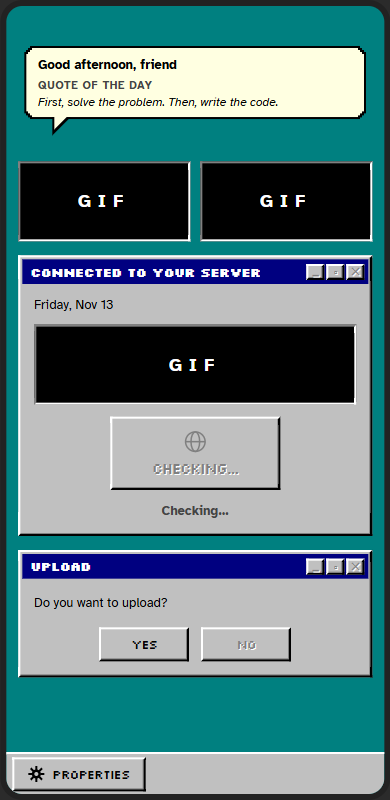 Good afternoon, friend
QUOTE OF THE DAY
First, solve the problem. Then, write the code.
GIF
GIF
CONNECTED TO YOUR SERVER
Friday, Nov 13
GIF
CHECKING...
Checking...
UPLOAD
Do you want to upload?
YES
NO
PROPERTIES